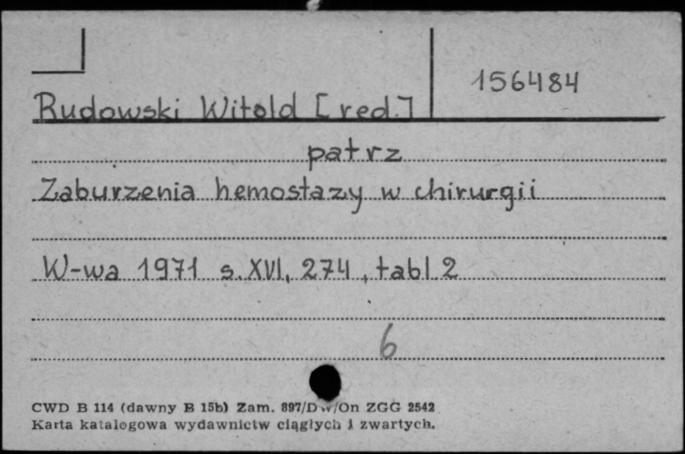 156484
Rudowski Witold [red.]
patrz
Zaburzenia hemostazy w chirurgii
W-wa 1971 s. XVI, 274, tabl 2
6
CWD B 114 (dawny B 15b) Zam. 897/DW/On ZGG 2542
Karta katalogowa wydawnictw ciągłych i zwartych.